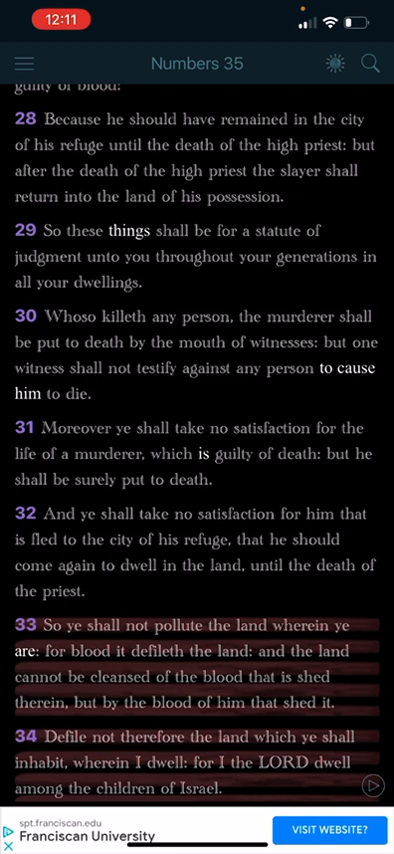 12:11
Numbers 35
guilty of blood:
28 Because he should have remained in the city
of his refuge until the death of the high priest: but
after the death of the high priest the slayer shall
return into the land of his possession.
29 So these things shall be for a statute of
judgment unto you throughout your generations in
all your dwellings.
30 Whoso killeth any person, the murderer shall
be put to death by the mouth of witnesses: but one
witness shall not testify against any person to cause
him to die.
31 Moreover ye shall take no satisfaction for the
life of a murderer, which is guilty of death: but he
shall be surely put to death.
32 And ye shall take no satisfaction for him that
is fled to the city of his refuge, that he should
come again to dwell in the land, until the death of
the priest.
33 So ye shall not pollute the land wherein ye
are: for blood it defileth the land: and the land
cannot be cleansed of the blood that is shed
therein, but by the blood of him that shed it.
34 Defile not therefore the land which ye shall
inhabit, wherein I dwell: for I the LORD dwell
among the children of Israel.
spt.franciscan.edu
Franciscan University
VISIT WEBSITE?